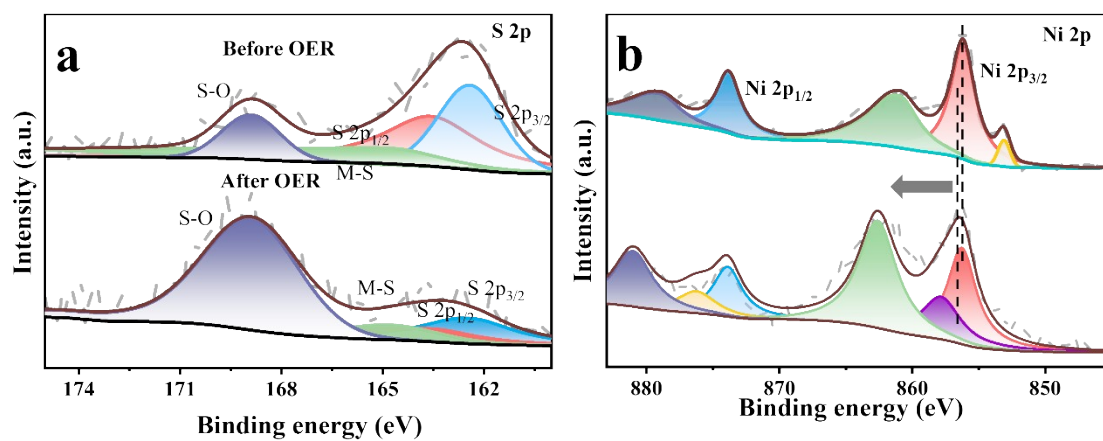 a
Before OER
S 2p
S-O
S 2p3/2
S 2p1/2
M-S
After OER
S-O
M-S
S 2p3/2
S 2p1/2
Intensity (a.u.)
174 171 168 165 162
Binding energy (eV)
b
Ni 2p
Ni 2p3/2
Ni 2p1/2
Intensity (a.u.)
880 870 860 850
Binding energy (eV)